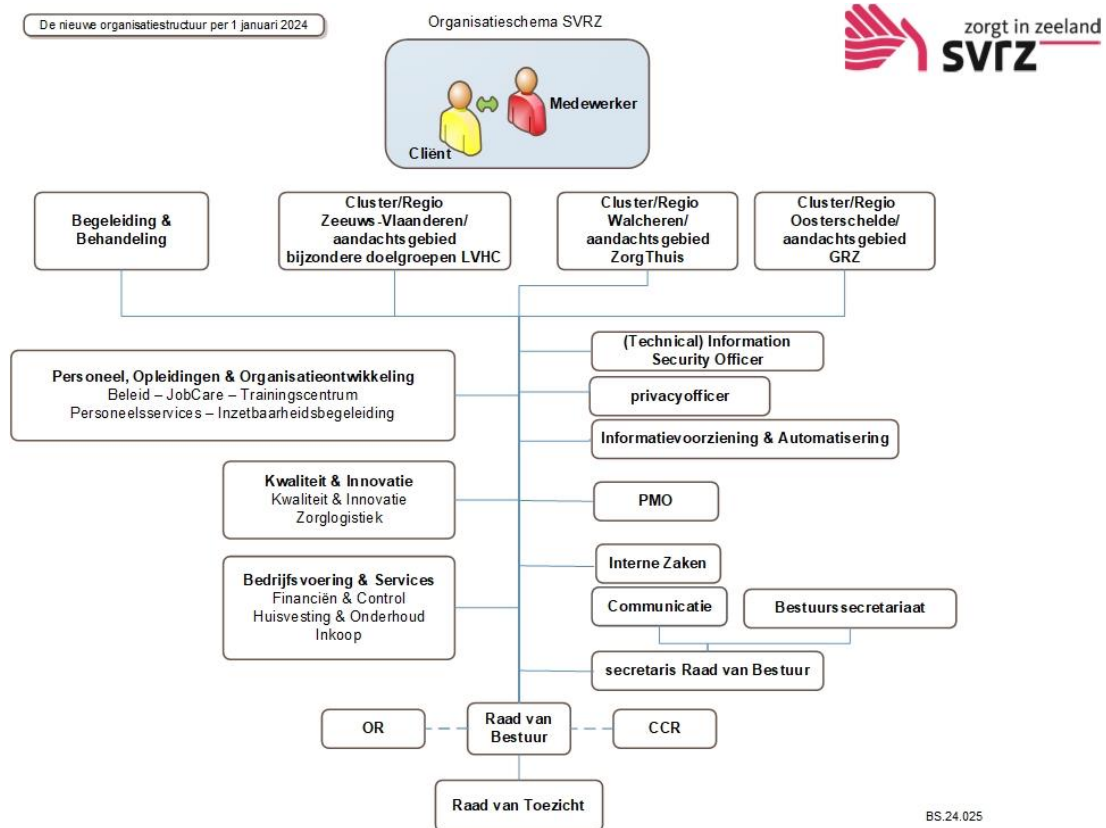 De nieuwe organisatiestructuur per 1 januari 2024
Organisatieschema SVRZ
zorgt in zeeland
svrz
Medewerker
Cliënt
Begeleiding &
Behandeling
Cluster/Regio
Zeeuws-Vlaanderen/
aandachtsgebied
bijzondere doelgroepen LVHC
Cluster/Regio
Walcheren/
aandachtsgebied
ZorgThuis
Cluster/Regio
Oosterschelde/
aandachtsgebied
GRZ
(Technical) Information
Security Officer
Personeel, Opleidingen & Organisatieontwikkeling
Beleid – JobCare – Trainingscentrum
Personeelsservices – Inzetbaarheidsbegeleiding
privacyofficer
Informatievoorziening & Automatisering
Kwaliteit & Innovatie
Kwaliteit & Innovatie
Zorglogistiek
PMO
Interne Zaken
Bedrijfsvoering & Services
Financiën & Control
Huisvesting & Onderhoud
Inkoop
Communicatie
Bestuurssecretariaat
secretaris Raad van Bestuur
OR
Raad van
Bestuur
CCR
Raad van Toezicht
BS.24.025